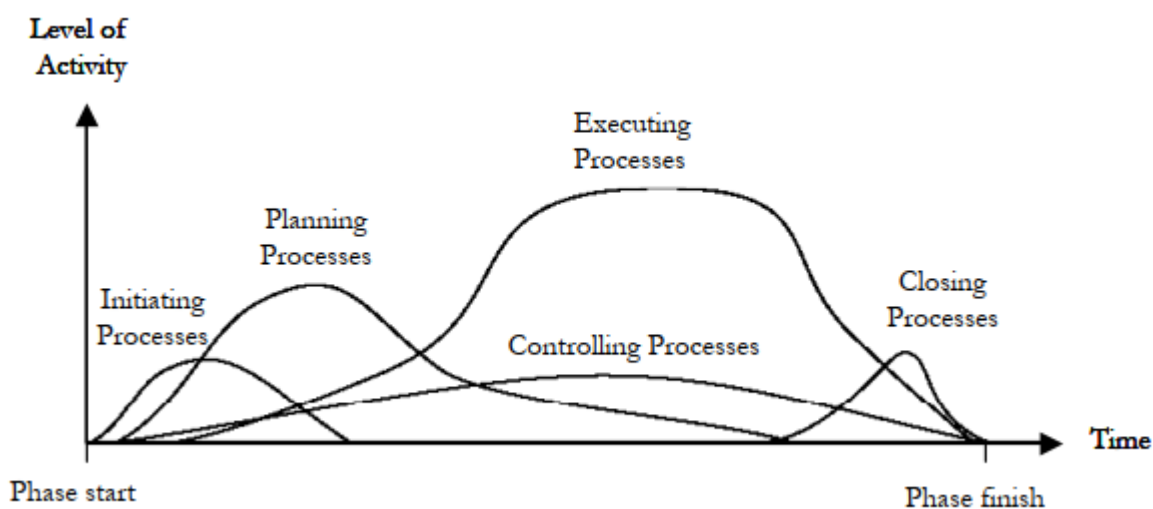 Level of
Activity
Executing
Processes
Planning
Processes
Closing
Processes
Initiating
Processes
Controlling Processes
Time
Phase start
Phase finish